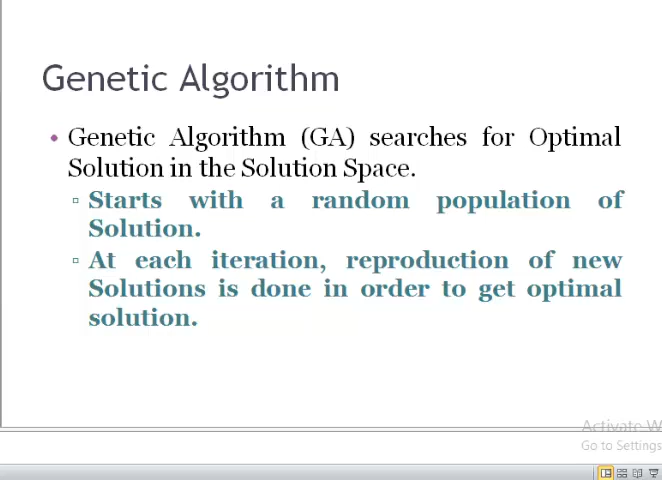 Genetic Algorithm
• Genetic Algorithm (GA) searches for Optimal
Solution in the Solution Space.
▫ Starts with a random population of
Solution.
▫ At each iteration, reproduction of new
Solutions is done in order to get optimal
solution.
Activate W
Go to Settings